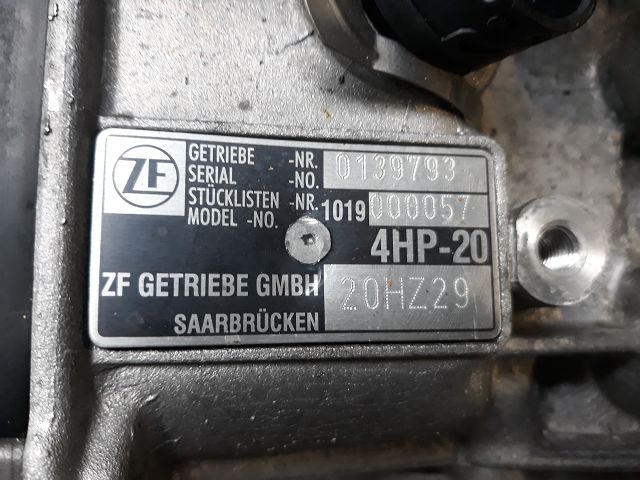 ZF
GETRIEBE -NR. 0139793
SERIAL -NO.
STÜCKLISTEN -NR. 1019 000057
MODEL -NO.
4HP-20
ZF GETRIEBE GMBH 20HZ29
SAARBRÜCKEN